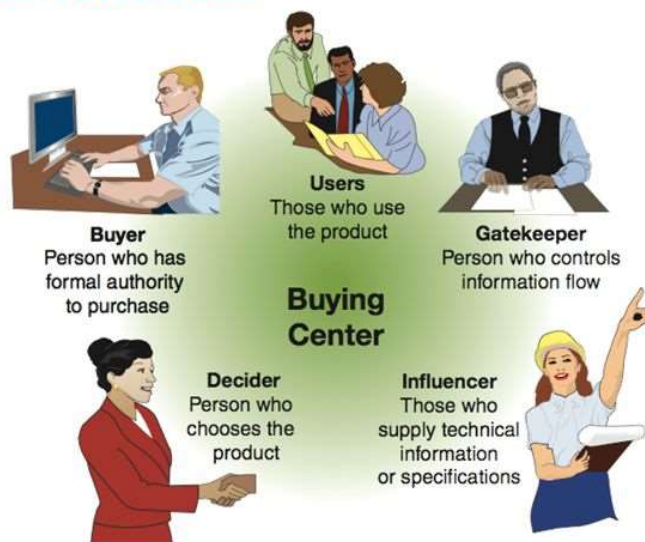 Users
Those who use
the product
Buyer
Person who has
formal authority
to purchase
Gatekeeper
Person who controls
information flow
Buying
Center
Decider
Person who
chooses the
product
Influencer
Those who
supply technical
information
or specifications